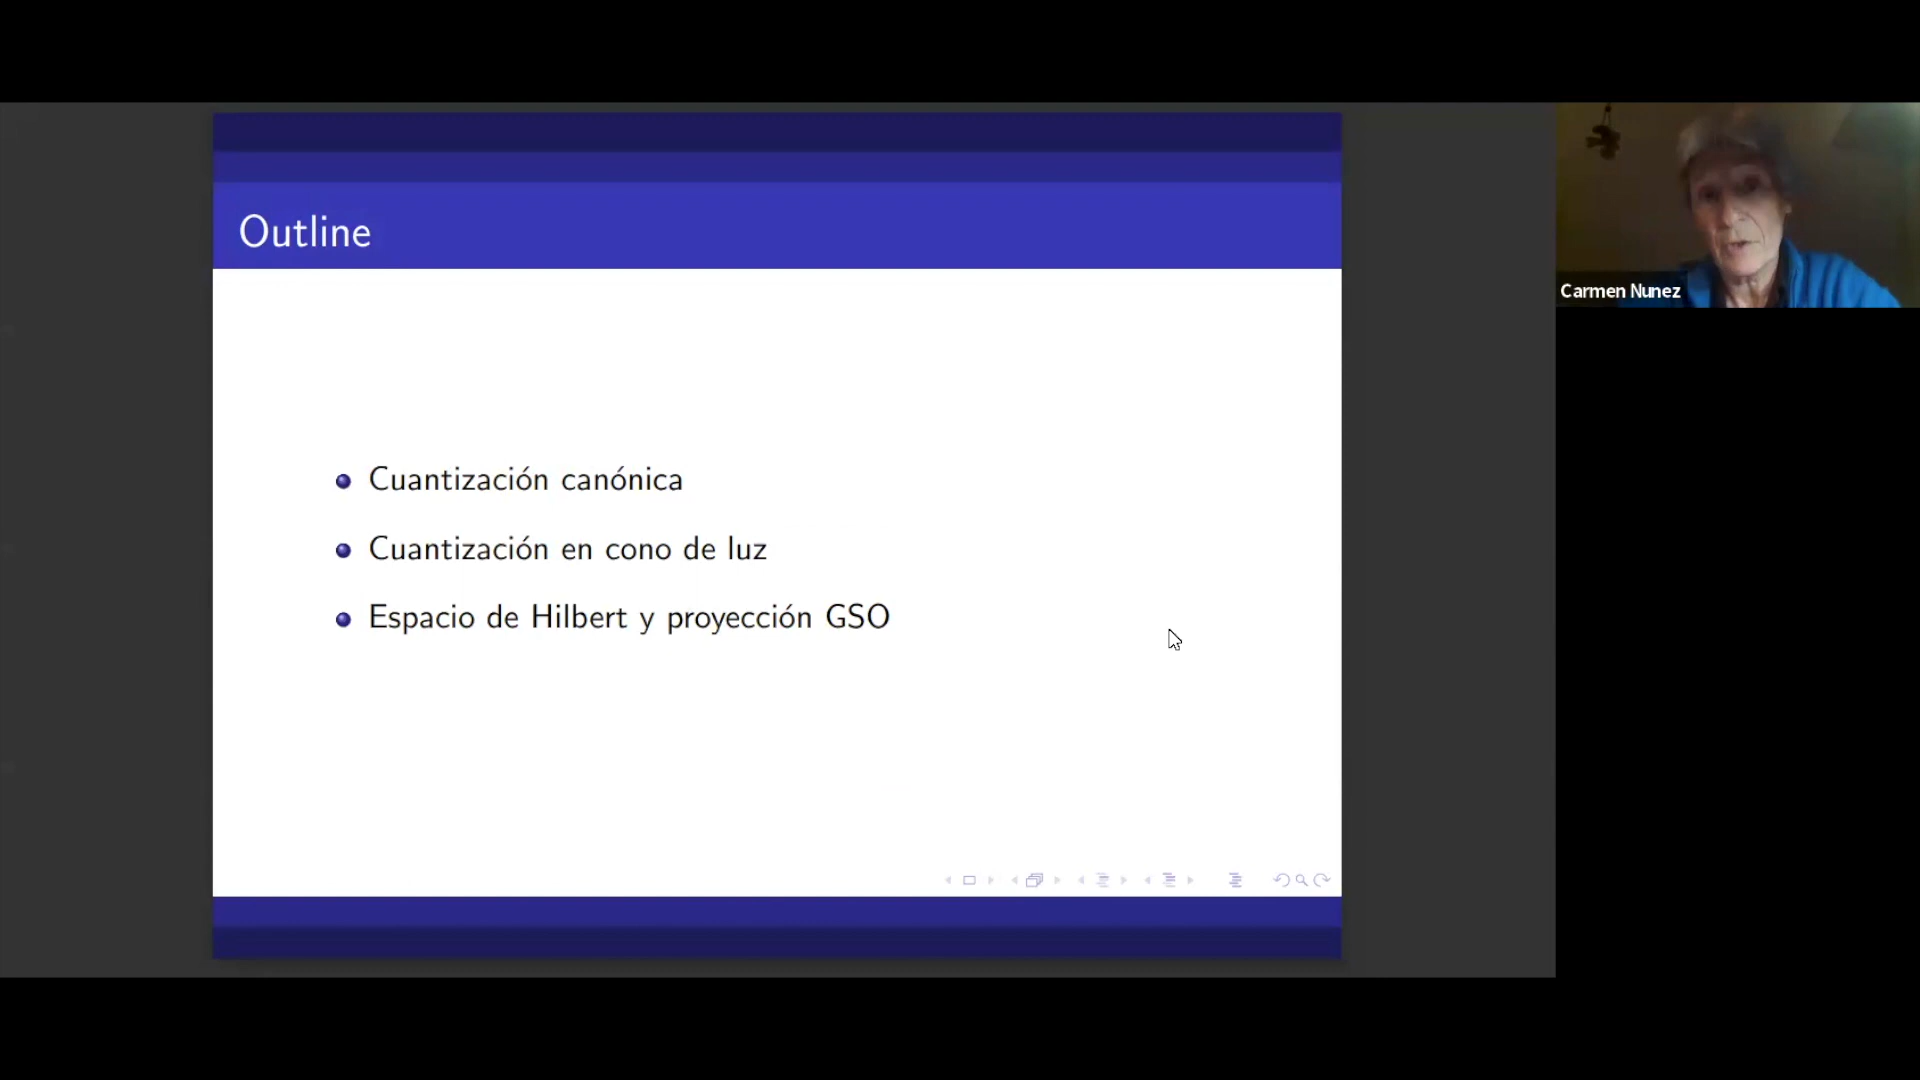 Outline
Cuantización canónica
Cuantización en cono de luz
Espacio de Hilbert y proyección GSO
Carmen Nunez